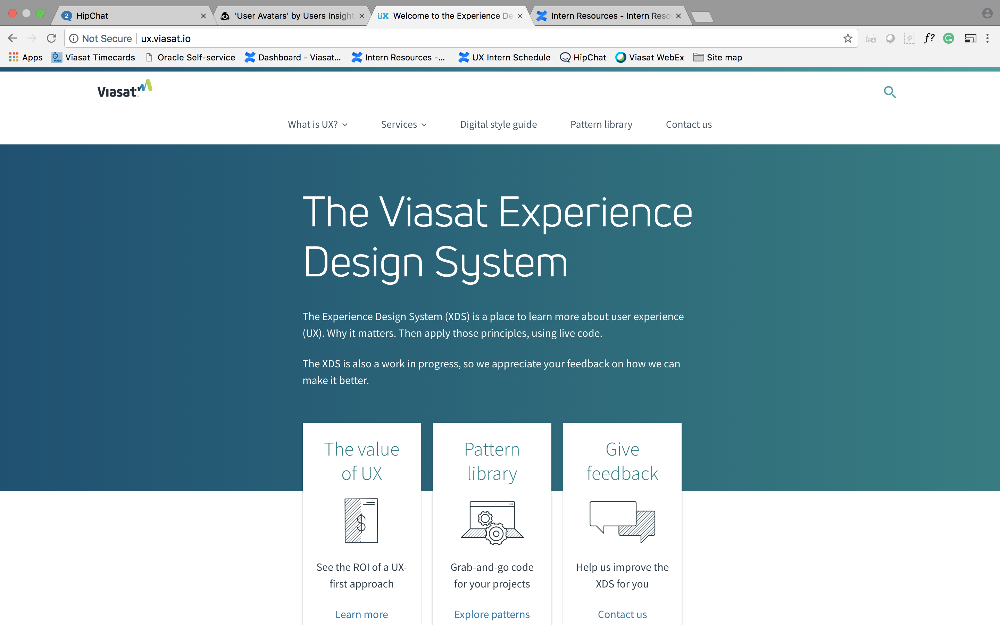 2 HipChat
'User Avatars' by Users Insight
UX Welcome to the Experience De
Intern Resources - Intern Reso
Not Secure ux.viasat.io f?
Apps Viasat Timecards Oracle Self-service Dashboard - Viasat... Intern Resources -... UX Intern Schedule HipChat Viasat WebEx Site map
Viasat
What is UX? Services Digital style guide Pattern library Contact us
The Viasat Experience
Design System
The Experience Design System (XDS) is a place to learn more about user experience
(UX). Why it matters. Then apply those principles, using live code.
The XDS is also a work in progress, so we appreciate your feedback on how we can
make it better.
The value
of UX
$
See the ROI of a UX-
first approach
Learn more
Pattern
library
Grab-and-go code
for your projects
Explore patterns
Give
feedback
Help us improve the
XDS for you
Contact us